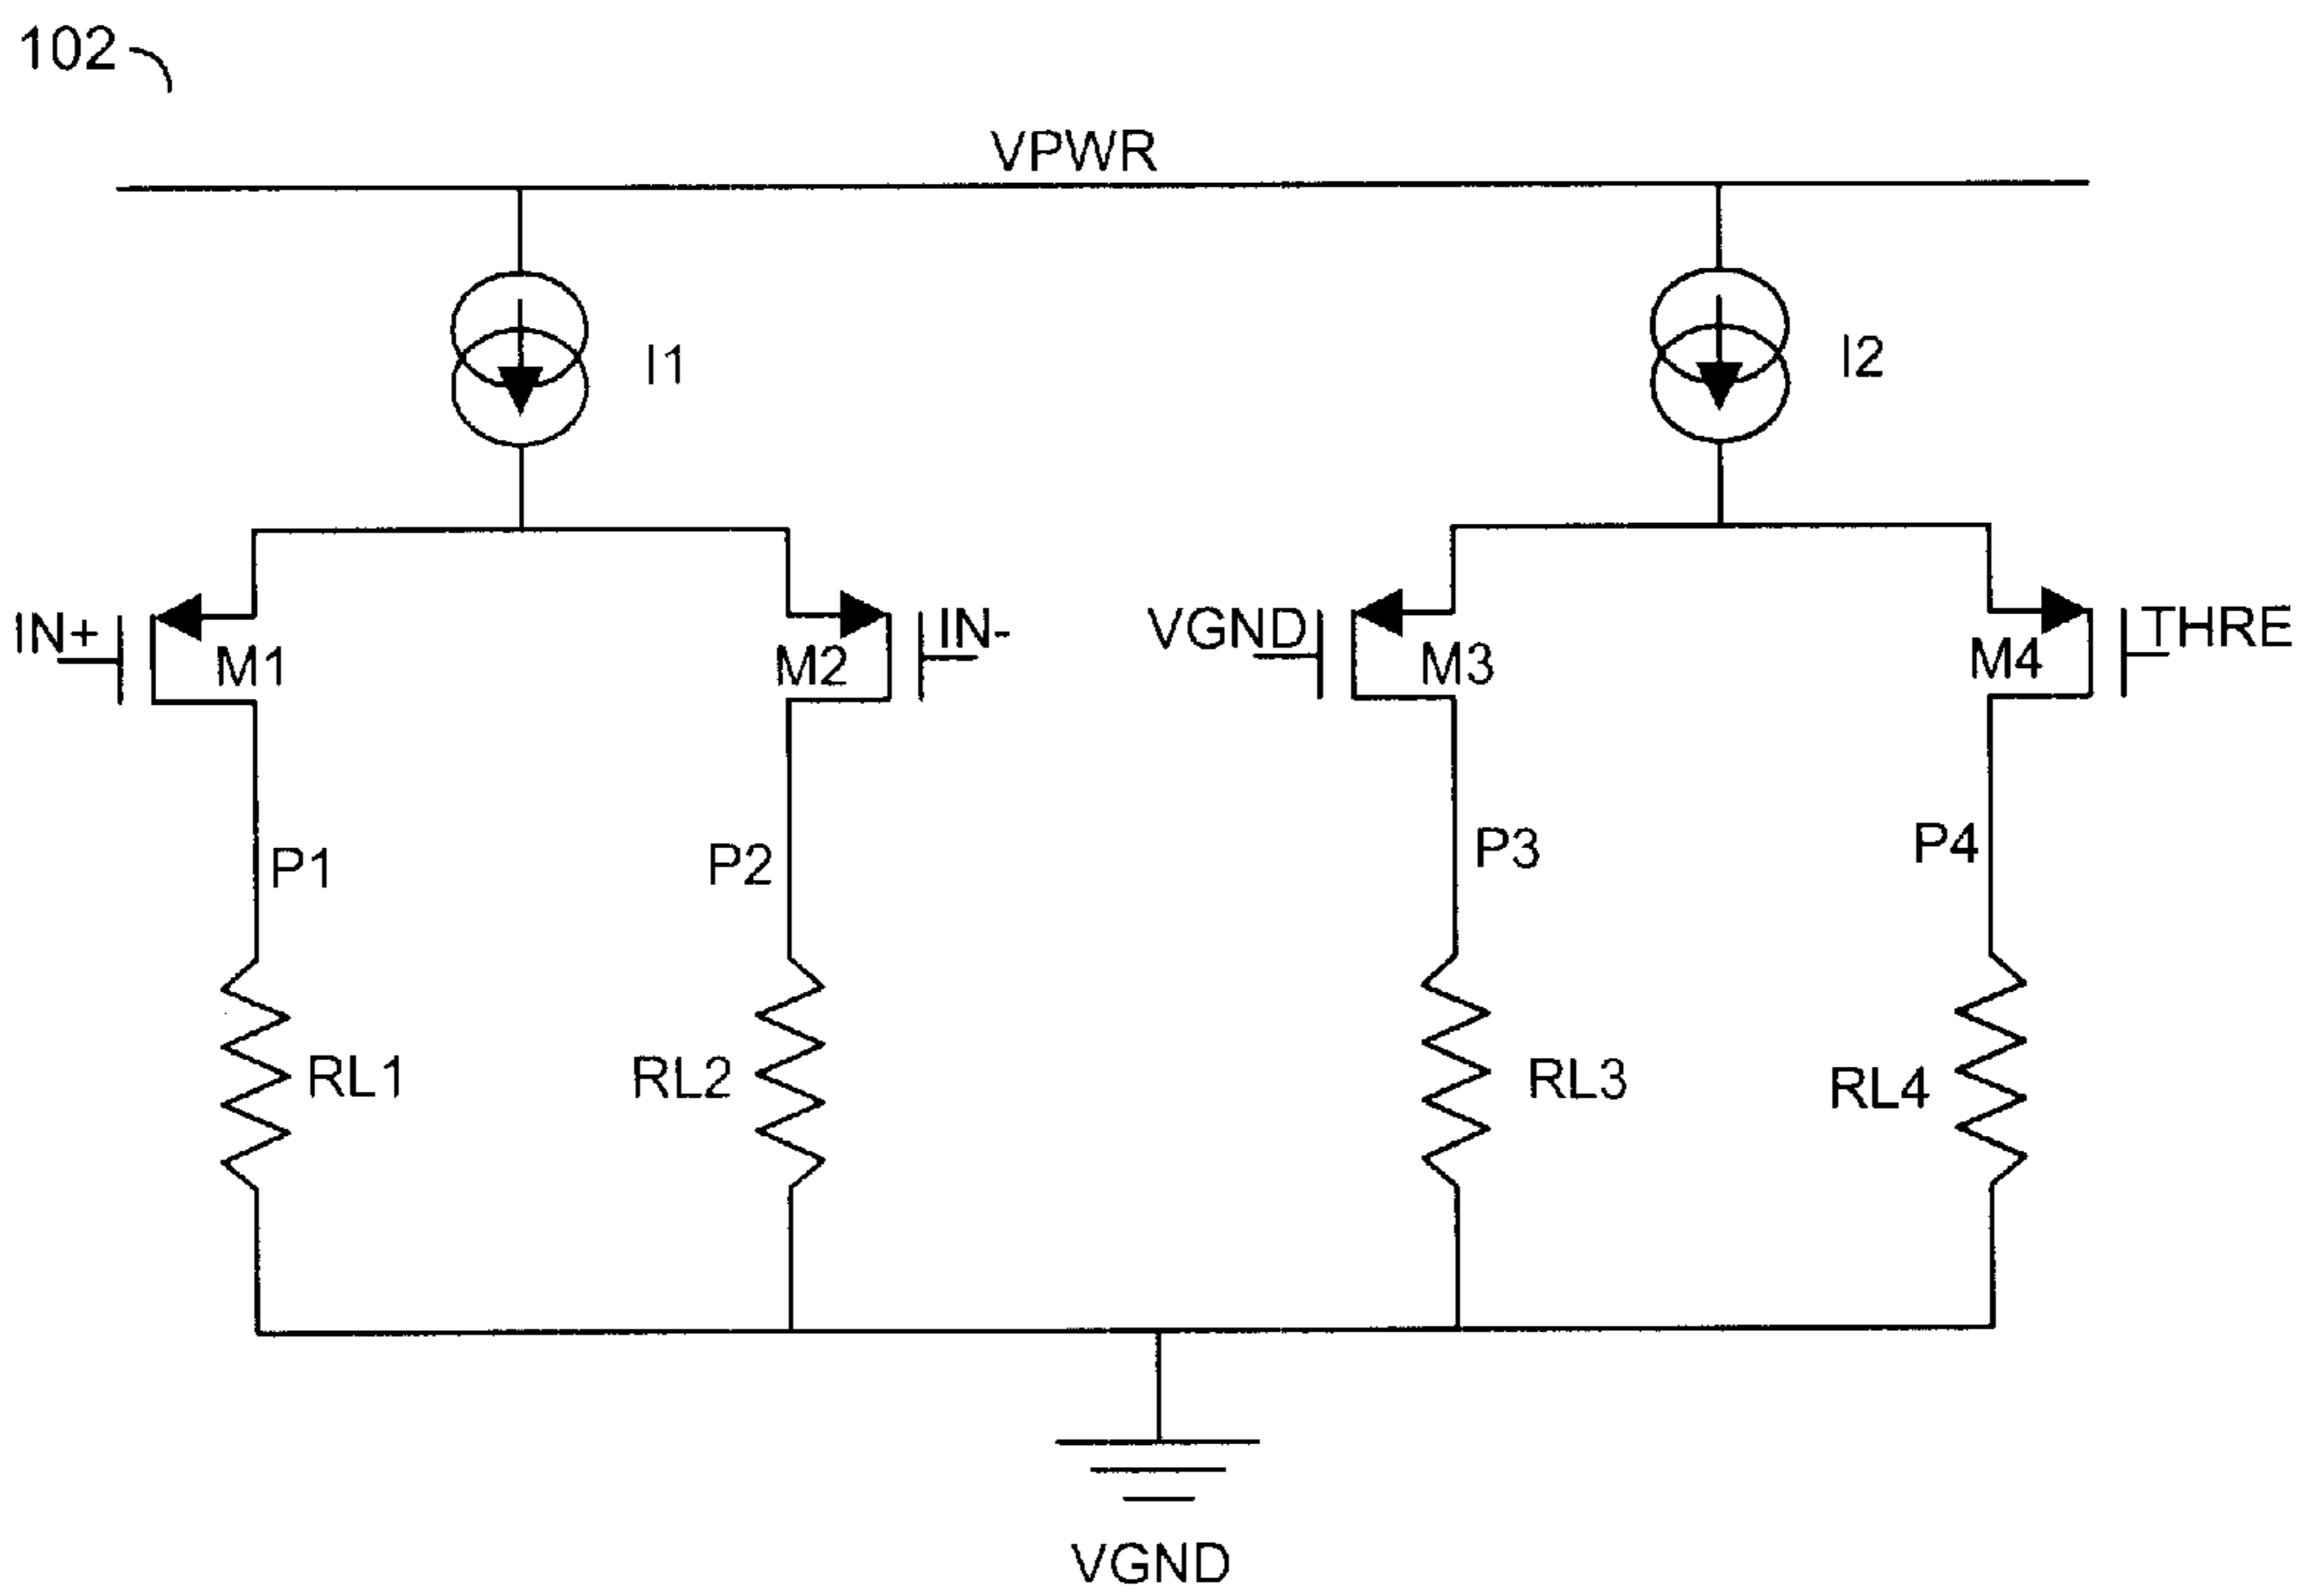 102
VPWR
I1
I2
IN+
M1
M2
IN-
VGND
M3
M4
THRE
P1
P2
P3
P4
RL1
RL2
RL3
RL4
VGND